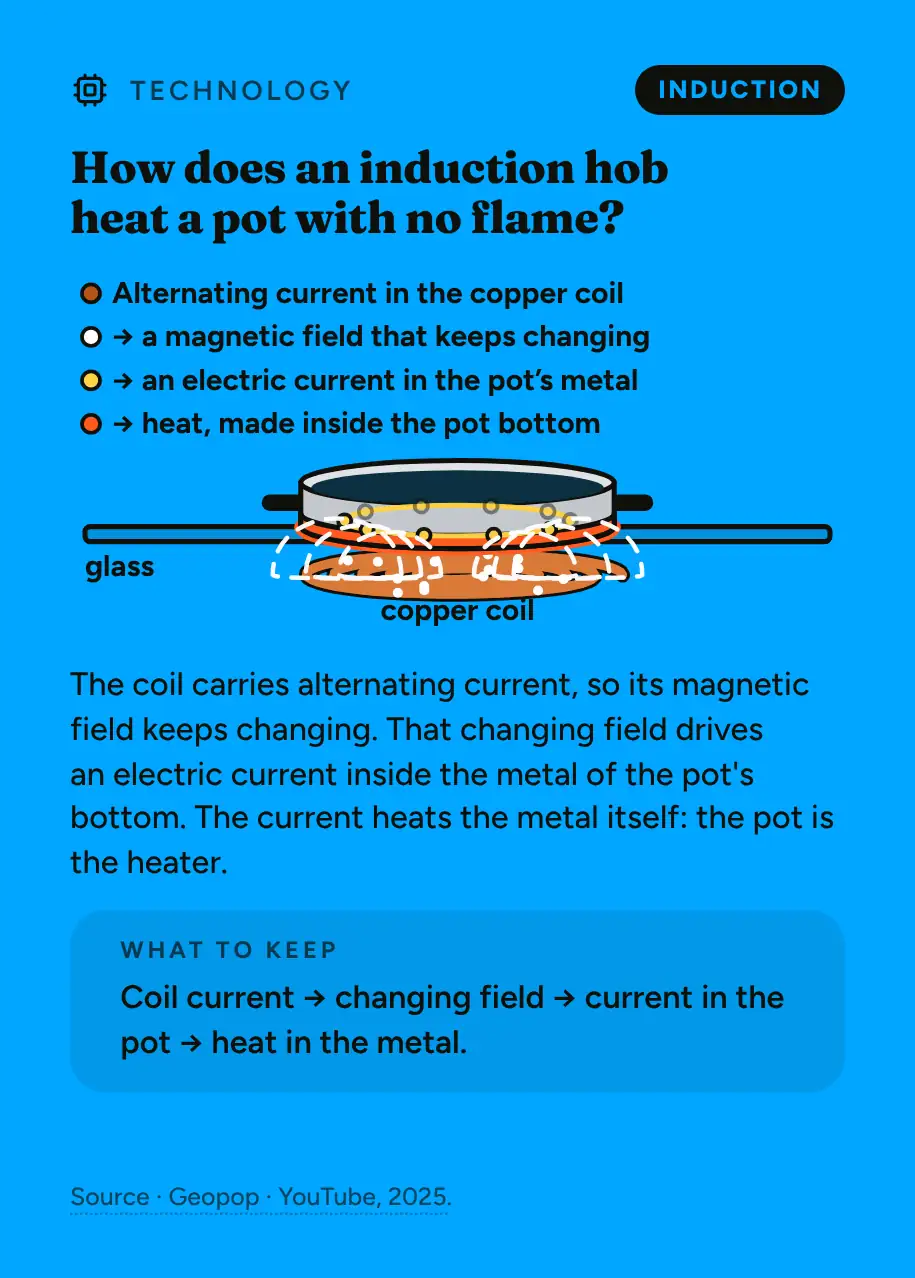 TECHNOLOGY
INDUCTION
How does an induction hob
heat a pot with no flame?
Alternating current in the copper coil
→ a magnetic field that keeps changing
→ an electric current in the pot’s metal
→ heat, made inside the pot bottom
glass
copper coil
The coil carries alternating current, so its magnetic
field keeps changing. That changing field drives
an electric current inside the metal of the pot's
bottom. The current heats the metal itself: the pot is
the heater.
WHAT TO KEEP
Coil current → changing field → current in the
pot → heat in the metal.
Source · Geopop · YouTube, 2025.